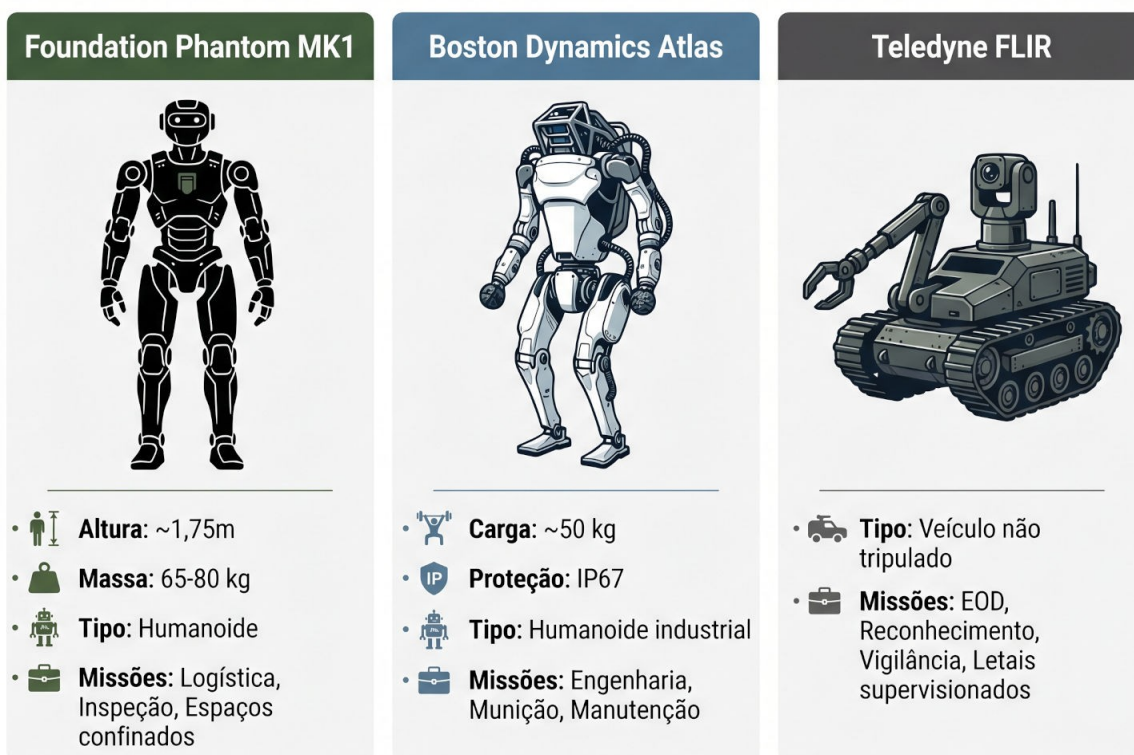 Foundation Phantom MK1
Altura: ~1,75m
Massa: 65-80 kg
Tipo: Humanoide
Missões: Logística,
Inspeção, Espaços
confinados
Boston Dynamics Atlas
Carga: ~50 kg
IP
Proteção: IP67
Tipo: Humanoide industrial
Missões: Engenharia,
Munição, Manutenção
Teledyne FLIR
Tipo: Veículo não
tripulado
Missões: EOD,
Reconhecimento,
Vigilância, Letais
supervisionados